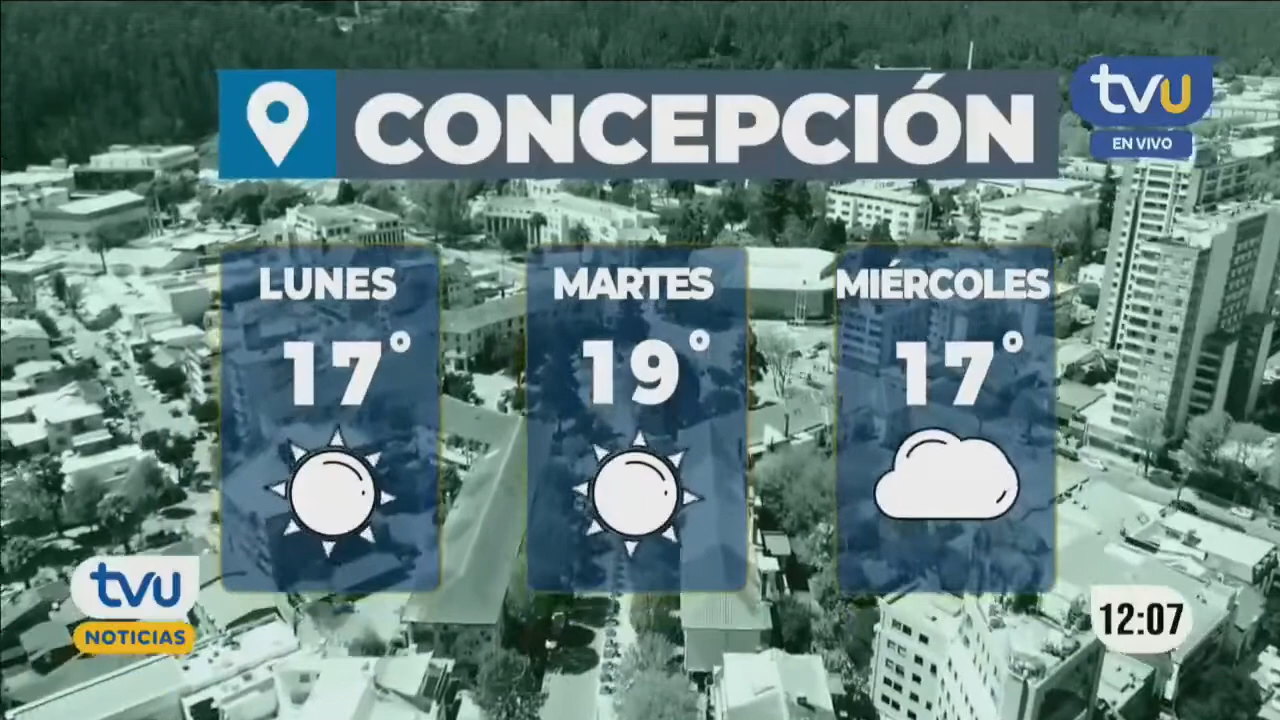 CONCEPCIÓN
tvu
EN VIVO
LUNES
17°
MARTES
19°
MIÉRCOLES
17°
tvu
NOTICIAS
12:07